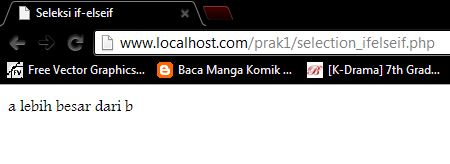 Seleksi if-elseif
www.localhost.com/prak1/selection_ifelseif.php
Free Vector Graphics... Baca Manga Komik ... [K-Drama] 7th Grad...
a lebih besar dari b